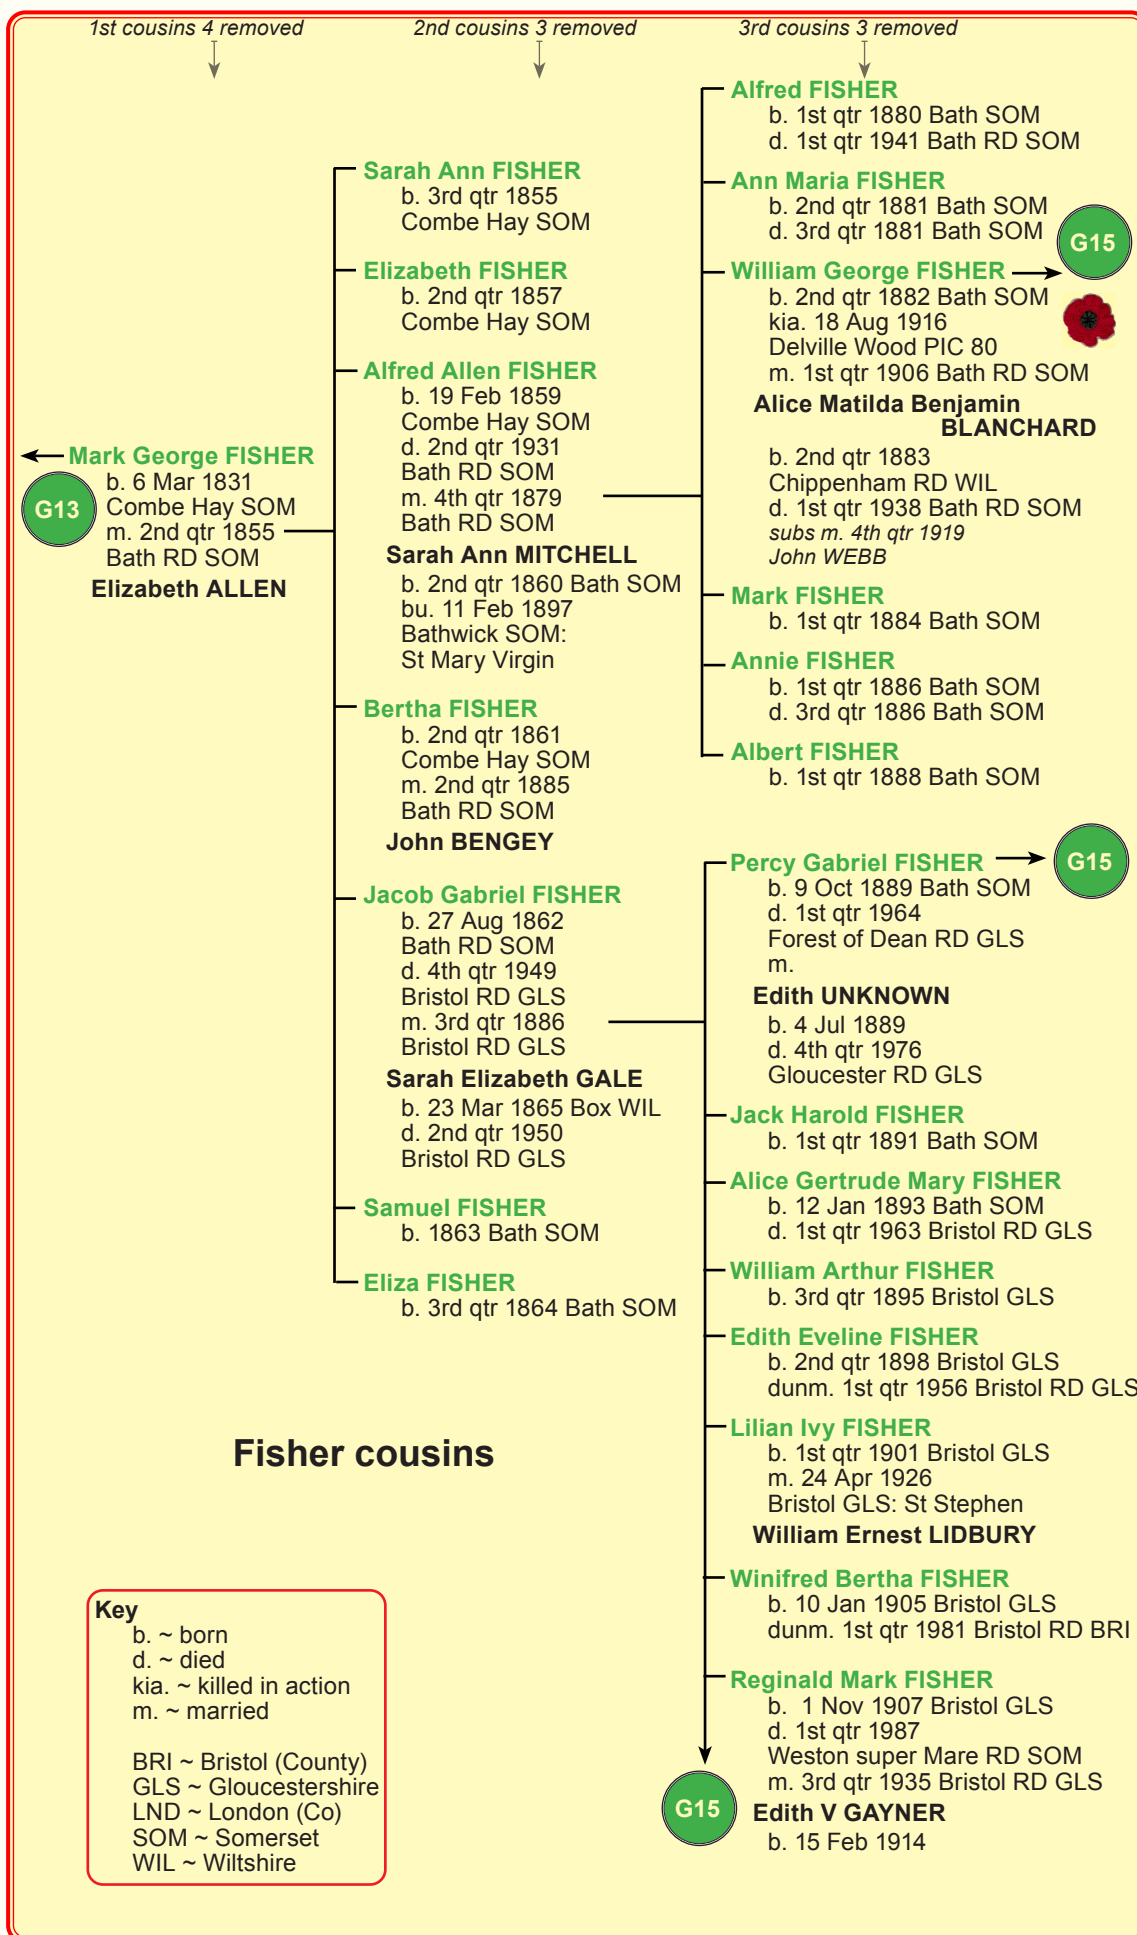 1st cousins 4 removed
2nd cousins 3 removed
3rd cousins 3 removed
Mark George FISHER
G13
b. 6 Mar 1831
Combe Hay SOM
m. 2nd qtr 1855
Bath RD SOM
Elizabeth ALLEN
Sarah Ann FISHER
b. 3rd qtr 1855
Combe Hay SOM
Elizabeth FISHER
b. 2nd qtr 1857
Combe Hay SOM
Alfred Allen FISHER
b. 19 Feb 1859
Combe Hay SOM
d. 2nd qtr 1931
Bath RD SOM
m. 4th qtr 1879
Bath RD SOM
Sarah Ann MITCHELL
b. 2nd qtr 1860 Bath SOM
bu. 11 Feb 1897
Bathwick SOM:
St Mary Virgin
Bertha FISHER
b. 2nd qtr 1861
Combe Hay SOM
m. 2nd qtr 1885
Bath RD SOM
John BENGEY
Jacob Gabriel FISHER
b. 27 Aug 1862
Bath RD SOM
d. 4th qtr 1949
Bristol RD GLS
m. 3rd qtr 1886
Bristol RD GLS
Sarah Elizabeth GALE
b. 23 Mar 1865 Box WIL
d. 2nd qtr 1950
Bristol RD GLS
Samuel FISHER
b. 1863 Bath SOM
Eliza FISHER
b. 3rd qtr 1864 Bath SOM
Alfred FISHER
b. 1st qtr 1880 Bath SOM
d. 1st qtr 1941 Bath RD SOM
Ann Maria FISHER
b. 2nd qtr 1881 Bath SOM
d. 3rd qtr 1881 Bath SOM
William George FISHER
G15
b. 2nd qtr 1882 Bath SOM
kia. 18 Aug 1916
Delville Wood PIC 80
m. 1st qtr 1906 Bath RD SOM
Alice Matilda Benjamin
BLANCHARD
b. 2nd qtr 1883
Chippenham RD WIL
d. 1st qtr 1938 Bath RD SOM
subs m. 4th qtr 1919
John WEBB
Mark FISHER
b. 1st qtr 1884 Bath SOM
Annie FISHER
b. 1st qtr 1886 Bath SOM
d. 3rd qtr 1886 Bath SOM
Albert FISHER
b. 1st qtr 1888 Bath SOM
Percy Gabriel FISHER
G15
b. 9 Oct 1889 Bath SOM
d. 1st qtr 1964
Forest of Dean RD GLS
m.
Edith UNKNOWN
b. 4 Jul 1889
d. 4th qtr 1976
Gloucester RD GLS
Jack Harold FISHER
b. 1st qtr 1891 Bath SOM
Alice Gertrude Mary FISHER
b. 12 Jan 1893 Bath SOM
d. 1st qtr 1963 Bristol RD GLS
William Arthur FISHER
b. 3rd qtr 1895 Bristol GLS
Edith Eveline FISHER
b. 2nd qtr 1898 Bristol GLS
dunm. 1st qtr 1956 Bristol RD GLS
Lilian Ivy FISHER
b. 1st qtr 1901 Bristol GLS
m. 24 Apr 1926
Bristol GLS: St Stephen
William Ernest LIDBURY
Winifred Bertha FISHER
b. 10 Jan 1905 Bristol GLS
dunm. 1st qtr 1981 Bristol RD BRI
Reginald Mark FISHER
b. 1 Nov 1907 Bristol GLS
d. 1st qtr 1987
Weston super Mare RD SOM
m. 3rd qtr 1935 Bristol RD GLS
Edith V GAYNER
b. 15 Feb 1914
G15
Fisher cousins
Key
b. ~ born
d. ~ died
kia. ~ killed in action
m. ~ married
BRI ~ Bristol (County)
GLS ~ Gloucestershire
LND ~ London (Co)
SOM ~ Somerset
WIL ~ Wiltshire